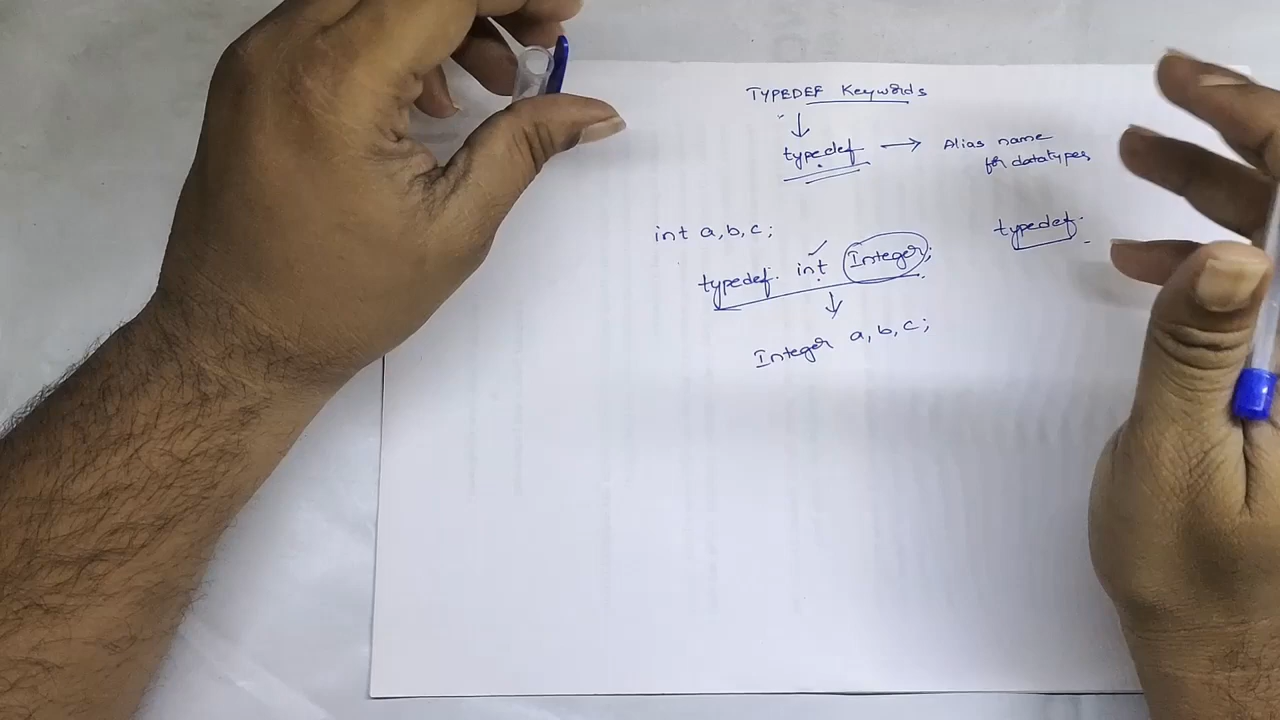 TYPEDEF Keywords
typedef → Alias name
for datatypes
int a, b, c;
typedef.
typedef int Integer;
Integer a, b, c;